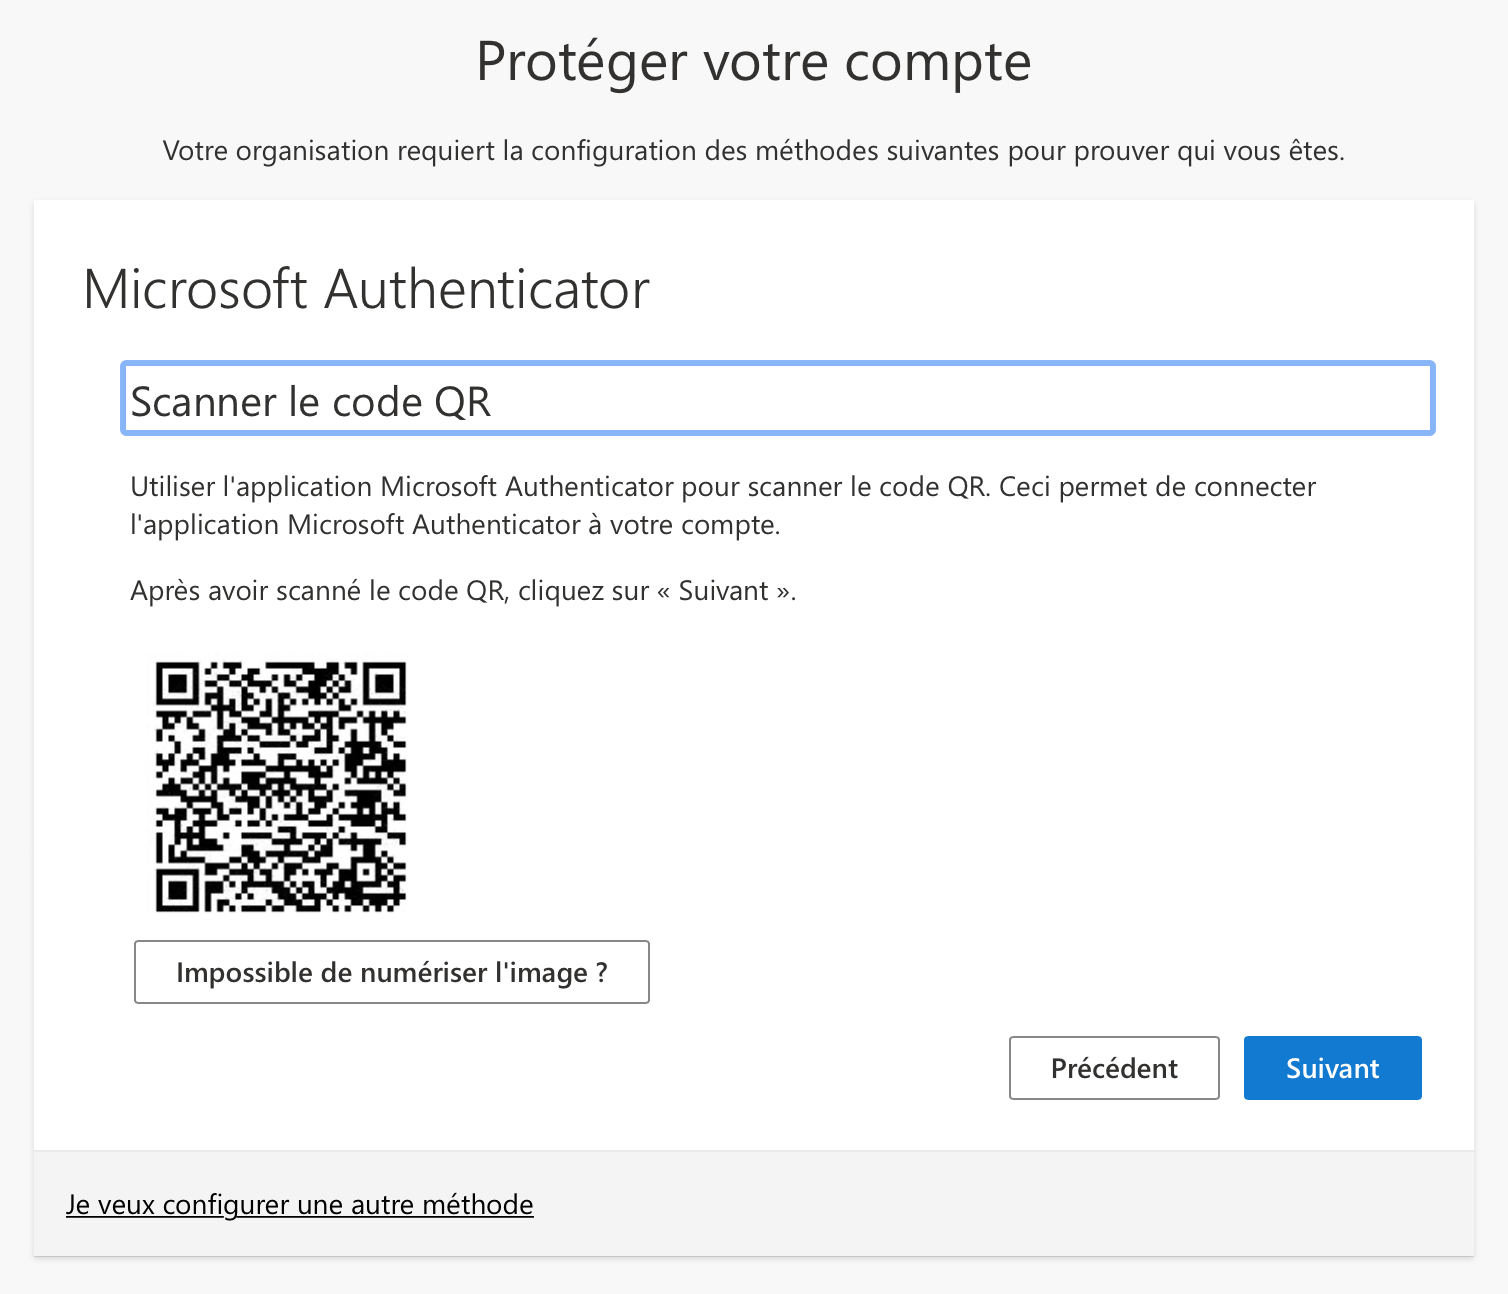 Protéger votre compte
Votre organisation requiert la configuration des méthodes suivantes pour prouver qui vous êtes.
Microsoft Authenticator
Scanner le code QR
Utiliser l'application Microsoft Authenticator pour scanner le code QR. Ceci permet de connecter
l'application Microsoft Authenticator à votre compte.
Après avoir scanné le code QR, cliquez sur « Suivant ».
Impossible de numériser l'image ?
Précédent
Suivant
Je veux configurer une autre méthode